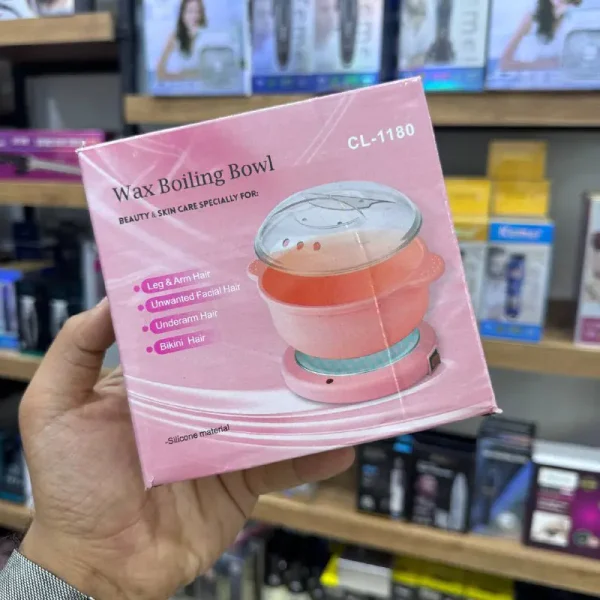 CL-1180
Wax Boiling Bowl
BEAUTY & SKIN CARE SPECIALLY FOR:
Leg & Arm Hair
Unwanted Facial Hair
Underarm Hair
Bikini Hair
-Silicone material